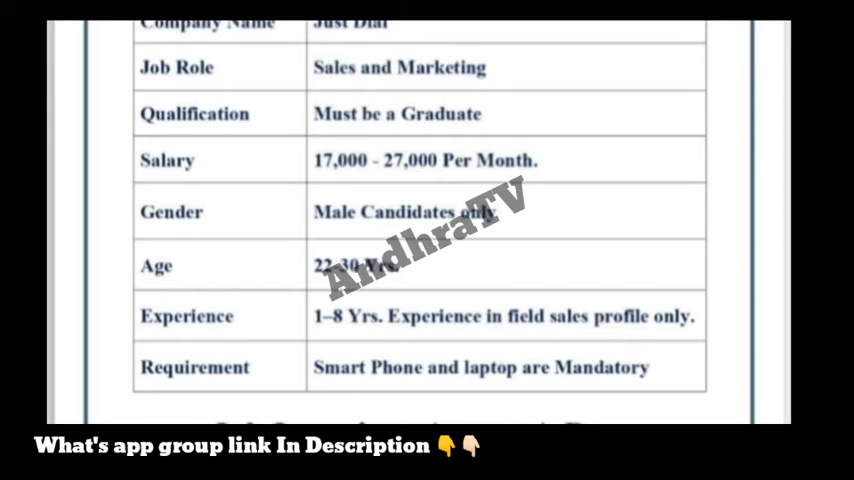 Company Name Just Dial
Job Role Sales and Marketing
Qualification Must be a Graduate
Salary 17,000 - 27,000 Per Month.
Gender Male Candidates only
Age 22-30 Yrs.
Experience 1–8 Yrs. Experience in field sales profile only.
Requirement Smart Phone and laptop are Mandatory
AndhraTV
What's app group link In Description 👇👇🏻